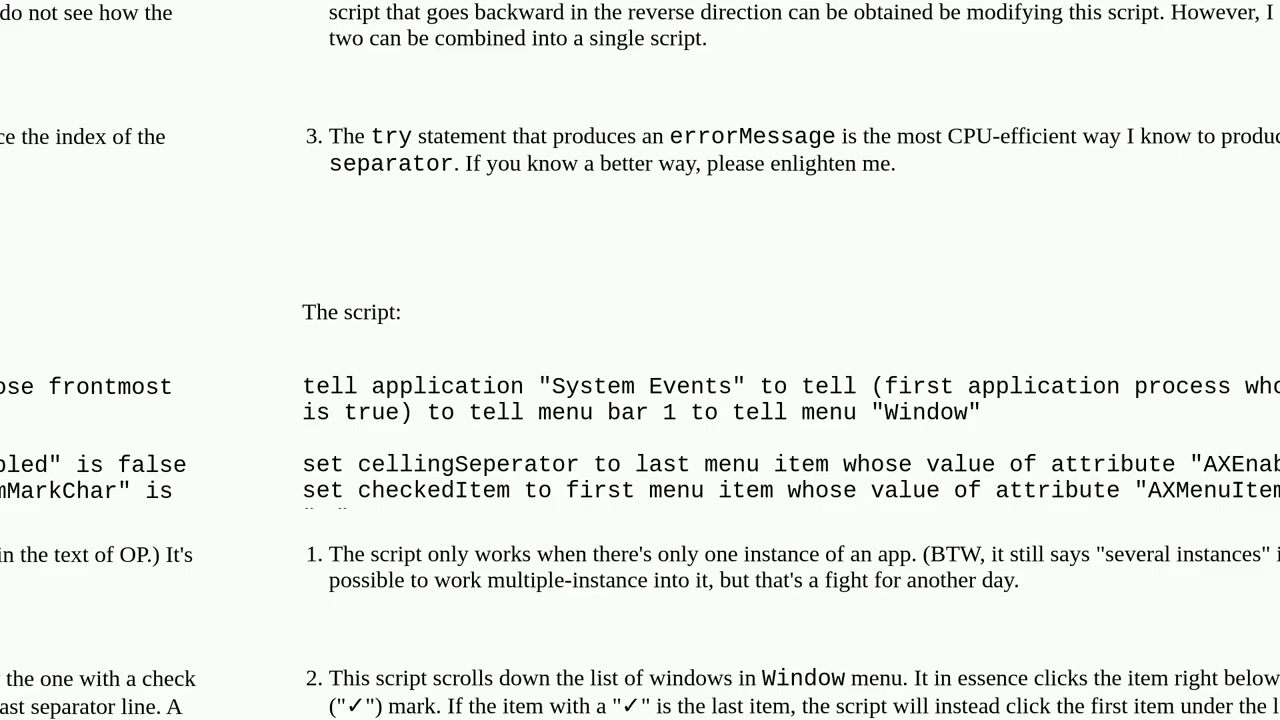 do not see how the
script that goes backward in the reverse direction can be obtained be modifying this script. However, I
two can be combined into a single script.
ce the index of the
3. The try statement that produces an errorMessage is the most CPU-efficient way I know to produc
separator. If you know a better way, please enlighten me.
The script:
ose frontmost
tell application "System Events" to tell (first application process who
is true) to tell menu bar 1 to tell menu "Window"
bled" is false
set cellingSeperator to last menu item whose value of attribute "AXEnab
mMarkChar" is
set checkedItem to first menu item whose value of attribute "AXMenuItem
in the text of OP.) It's
1. The script only works when there's only one instance of an app. (BTW, it still says "several instances" i
possible to work multiple-instance into it, but that's a fight for another day.
the one with a check
2. This script scrolls down the list of windows in Window menu. It in essence clicks the item right below
ast separator line. A
("✓") mark. If the item with a "✓" is the last item, the script will instead click the first item under the l